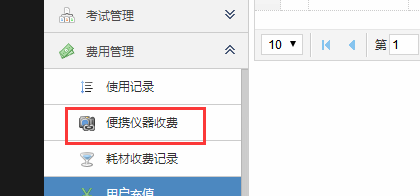 考试管理
费用管理
使用记录
便携仪器收费
耗材收费记录
用户充值
10
第 1